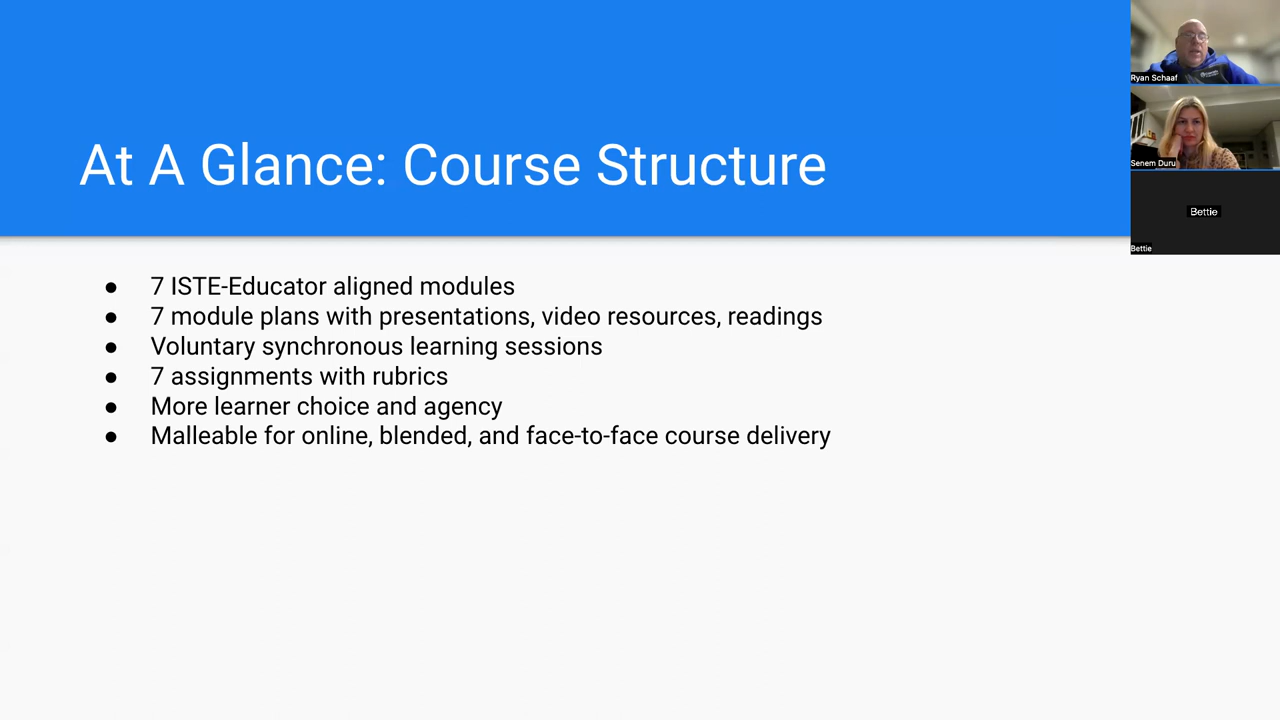 At A Glance: Course Structure
● 7 ISTE-Educator aligned modules
● 7 module plans with presentations, video resources, readings
● Voluntary synchronous learning sessions
● 7 assignments with rubrics
● More learner choice and agency
● Malleable for online, blended, and face-to-face course delivery
Ryan Schaaf
Senem Duru
Bettie
Bettie